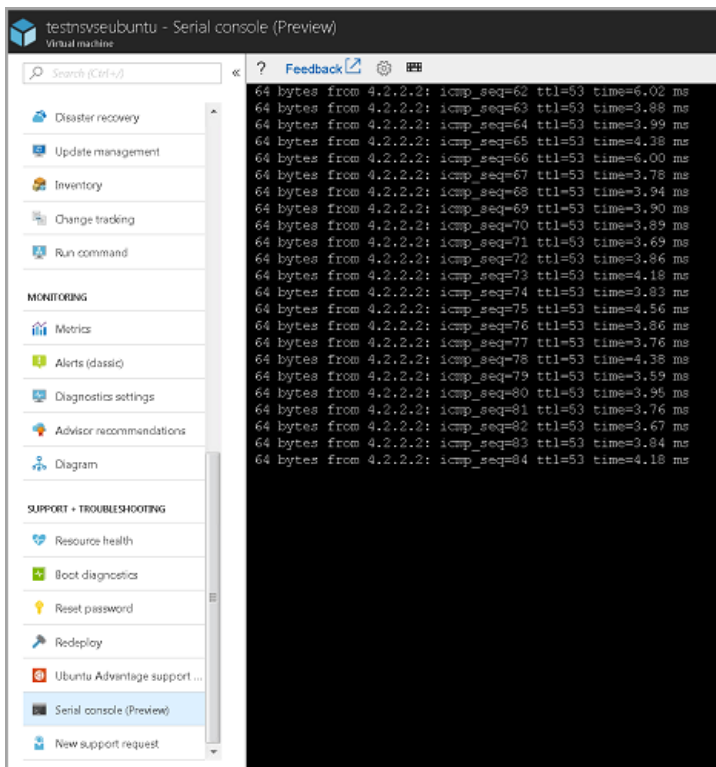 testnsvseubuntu - Serial console (Preview)
Virtual machine
Search (Ctrl+/)
«
? Feedback
Disaster recovery
Update management
Inventory
Change tracking
Run command
MONITORING
Metrics
Alerts (classic)
Diagnostics settings
Advisor recommendations
Diagram
SUPPORT + TROUBLESHOOTING
Resource health
Boot diagnostics
Reset password
Redeploy
Ubuntu Advantage support ...
Serial console (Preview)
New support request
64 bytes from 4.2.2.2: icmp_seq=62 ttl=53 time=6.02 ms
64 bytes from 4.2.2.2: icmp_seq=63 ttl=53 time=3.88 ms
64 bytes from 4.2.2.2: icmp_seq=64 ttl=53 time=3.99 ms
64 bytes from 4.2.2.2: icmp_seq=65 ttl=53 time=4.38 ms
64 bytes from 4.2.2.2: icmp_seq=66 ttl=53 time=6.00 ms
64 bytes from 4.2.2.2: icmp_seq=67 ttl=53 time=3.78 ms
64 bytes from 4.2.2.2: icmp_seq=68 ttl=53 time=3.94 ms
64 bytes from 4.2.2.2: icmp_seq=69 ttl=53 time=3.90 ms
64 bytes from 4.2.2.2: icmp_seq=70 ttl=53 time=3.89 ms
64 bytes from 4.2.2.2: icmp_seq=71 ttl=53 time=3.69 ms
64 bytes from 4.2.2.2: icmp_seq=72 ttl=53 time=3.86 ms
64 bytes from 4.2.2.2: icmp_seq=73 ttl=53 time=4.18 ms
64 bytes from 4.2.2.2: icmp_seq=74 ttl=53 time=3.83 ms
64 bytes from 4.2.2.2: icmp_seq=75 ttl=53 time=4.56 ms
64 bytes from 4.2.2.2: icmp_seq=76 ttl=53 time=3.86 ms
64 bytes from 4.2.2.2: icmp_seq=77 ttl=53 time=3.76 ms
64 bytes from 4.2.2.2: icmp_seq=78 ttl=53 time=4.38 ms
64 bytes from 4.2.2.2: icmp_seq=79 ttl=53 time=3.59 ms
64 bytes from 4.2.2.2: icmp_seq=80 ttl=53 time=3.95 ms
64 bytes from 4.2.2.2: icmp_seq=81 ttl=53 time=3.76 ms
64 bytes from 4.2.2.2: icmp_seq=82 ttl=53 time=3.67 ms
64 bytes from 4.2.2.2: icmp_seq=83 ttl=53 time=3.84 ms
64 bytes from 4.2.2.2: icmp_seq=84 ttl=53 time=4.18 ms